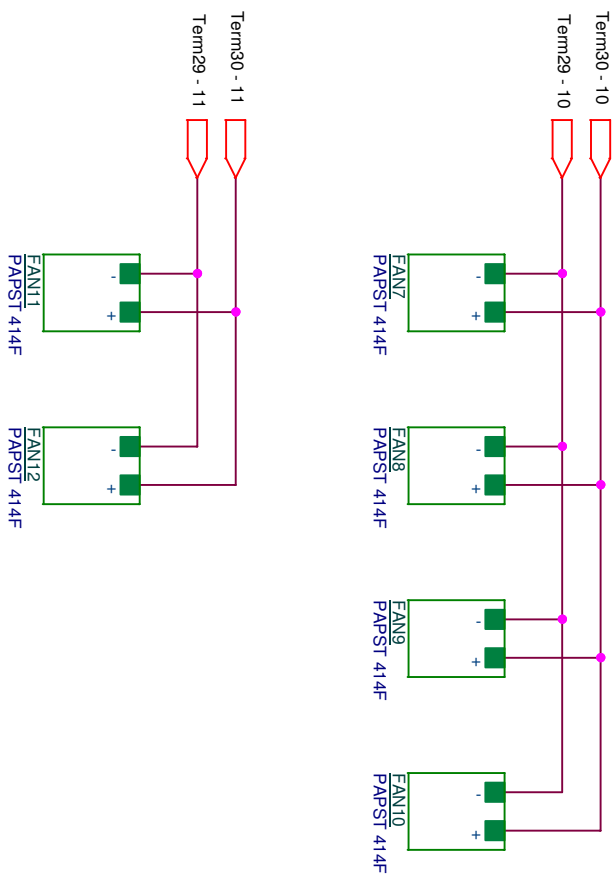 Term30 - 10
Term29 - 10
- +
FAN7
PAPST 414F
- +
FAN8
PAPST 414F
- +
FAN9
PAPST 414F
- +
FAN10
PAPST 414F
Term30 - 11
Term29 - 11
- +
FAN11
PAPST 414F
- +
FAN12
PAPST 414F